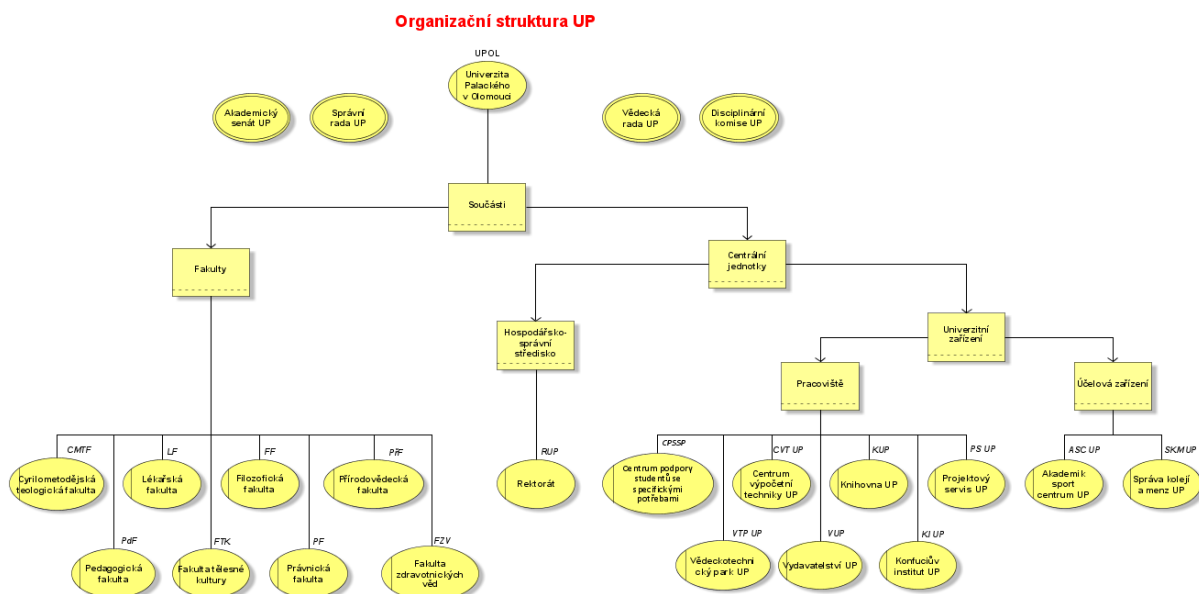 Organizační struktura UP
UPOL
Univerzita
Palackého
v Olomouci
Akademický
senát UP
Správní
rada UP
Vědecká
rada UP
Disciplinární
komise UP
Součásti
Fakulty
Centrální
jednotky
Hospodářsko-
správní
středisko
Univerzitní
zařízení
Pracoviště
Účelová zařízení
CMTF
Cyrilometodějská
teologická fakulta
LF
Lékařská
fakulta
FF
Filozofická
fakulta
PřF
Přírodovědecká
fakulta
RUP
Rektorát
CPSSP
Centrum podpory
studentů se
specifickými
potřebami
CVT UP
Centrum
výpočetní
techniky UP
KUP
Knihovna UP
PS UP
Projektový
servis UP
ASC UP
Akademik
sport
centrum UP
SKM UP
Správa kolejí
a menz UP
PdF
Pedagogická
fakulta
FTK
Fakulta tělesné
kultury
PF
Právnická
fakulta
FZV
Fakulta
zdravotnických
věd
VTP UP
Vědeckotechni
cký park UP
VUP
Vydavatelství UP
KI UP
Konfuciův
institut UP